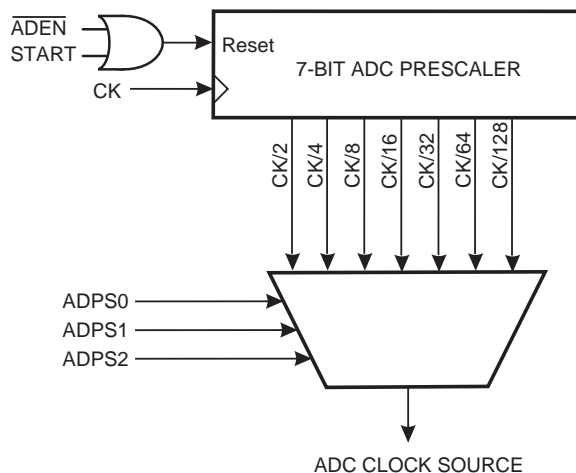 ADEN
START
Reset
7-BIT ADC PRESCALER
CK
CK/2
CK/4
CK/8
CK/16
CK/32
CK/64
CK/128
ADPS0
ADPS1
ADPS2
ADC CLOCK SOURCE